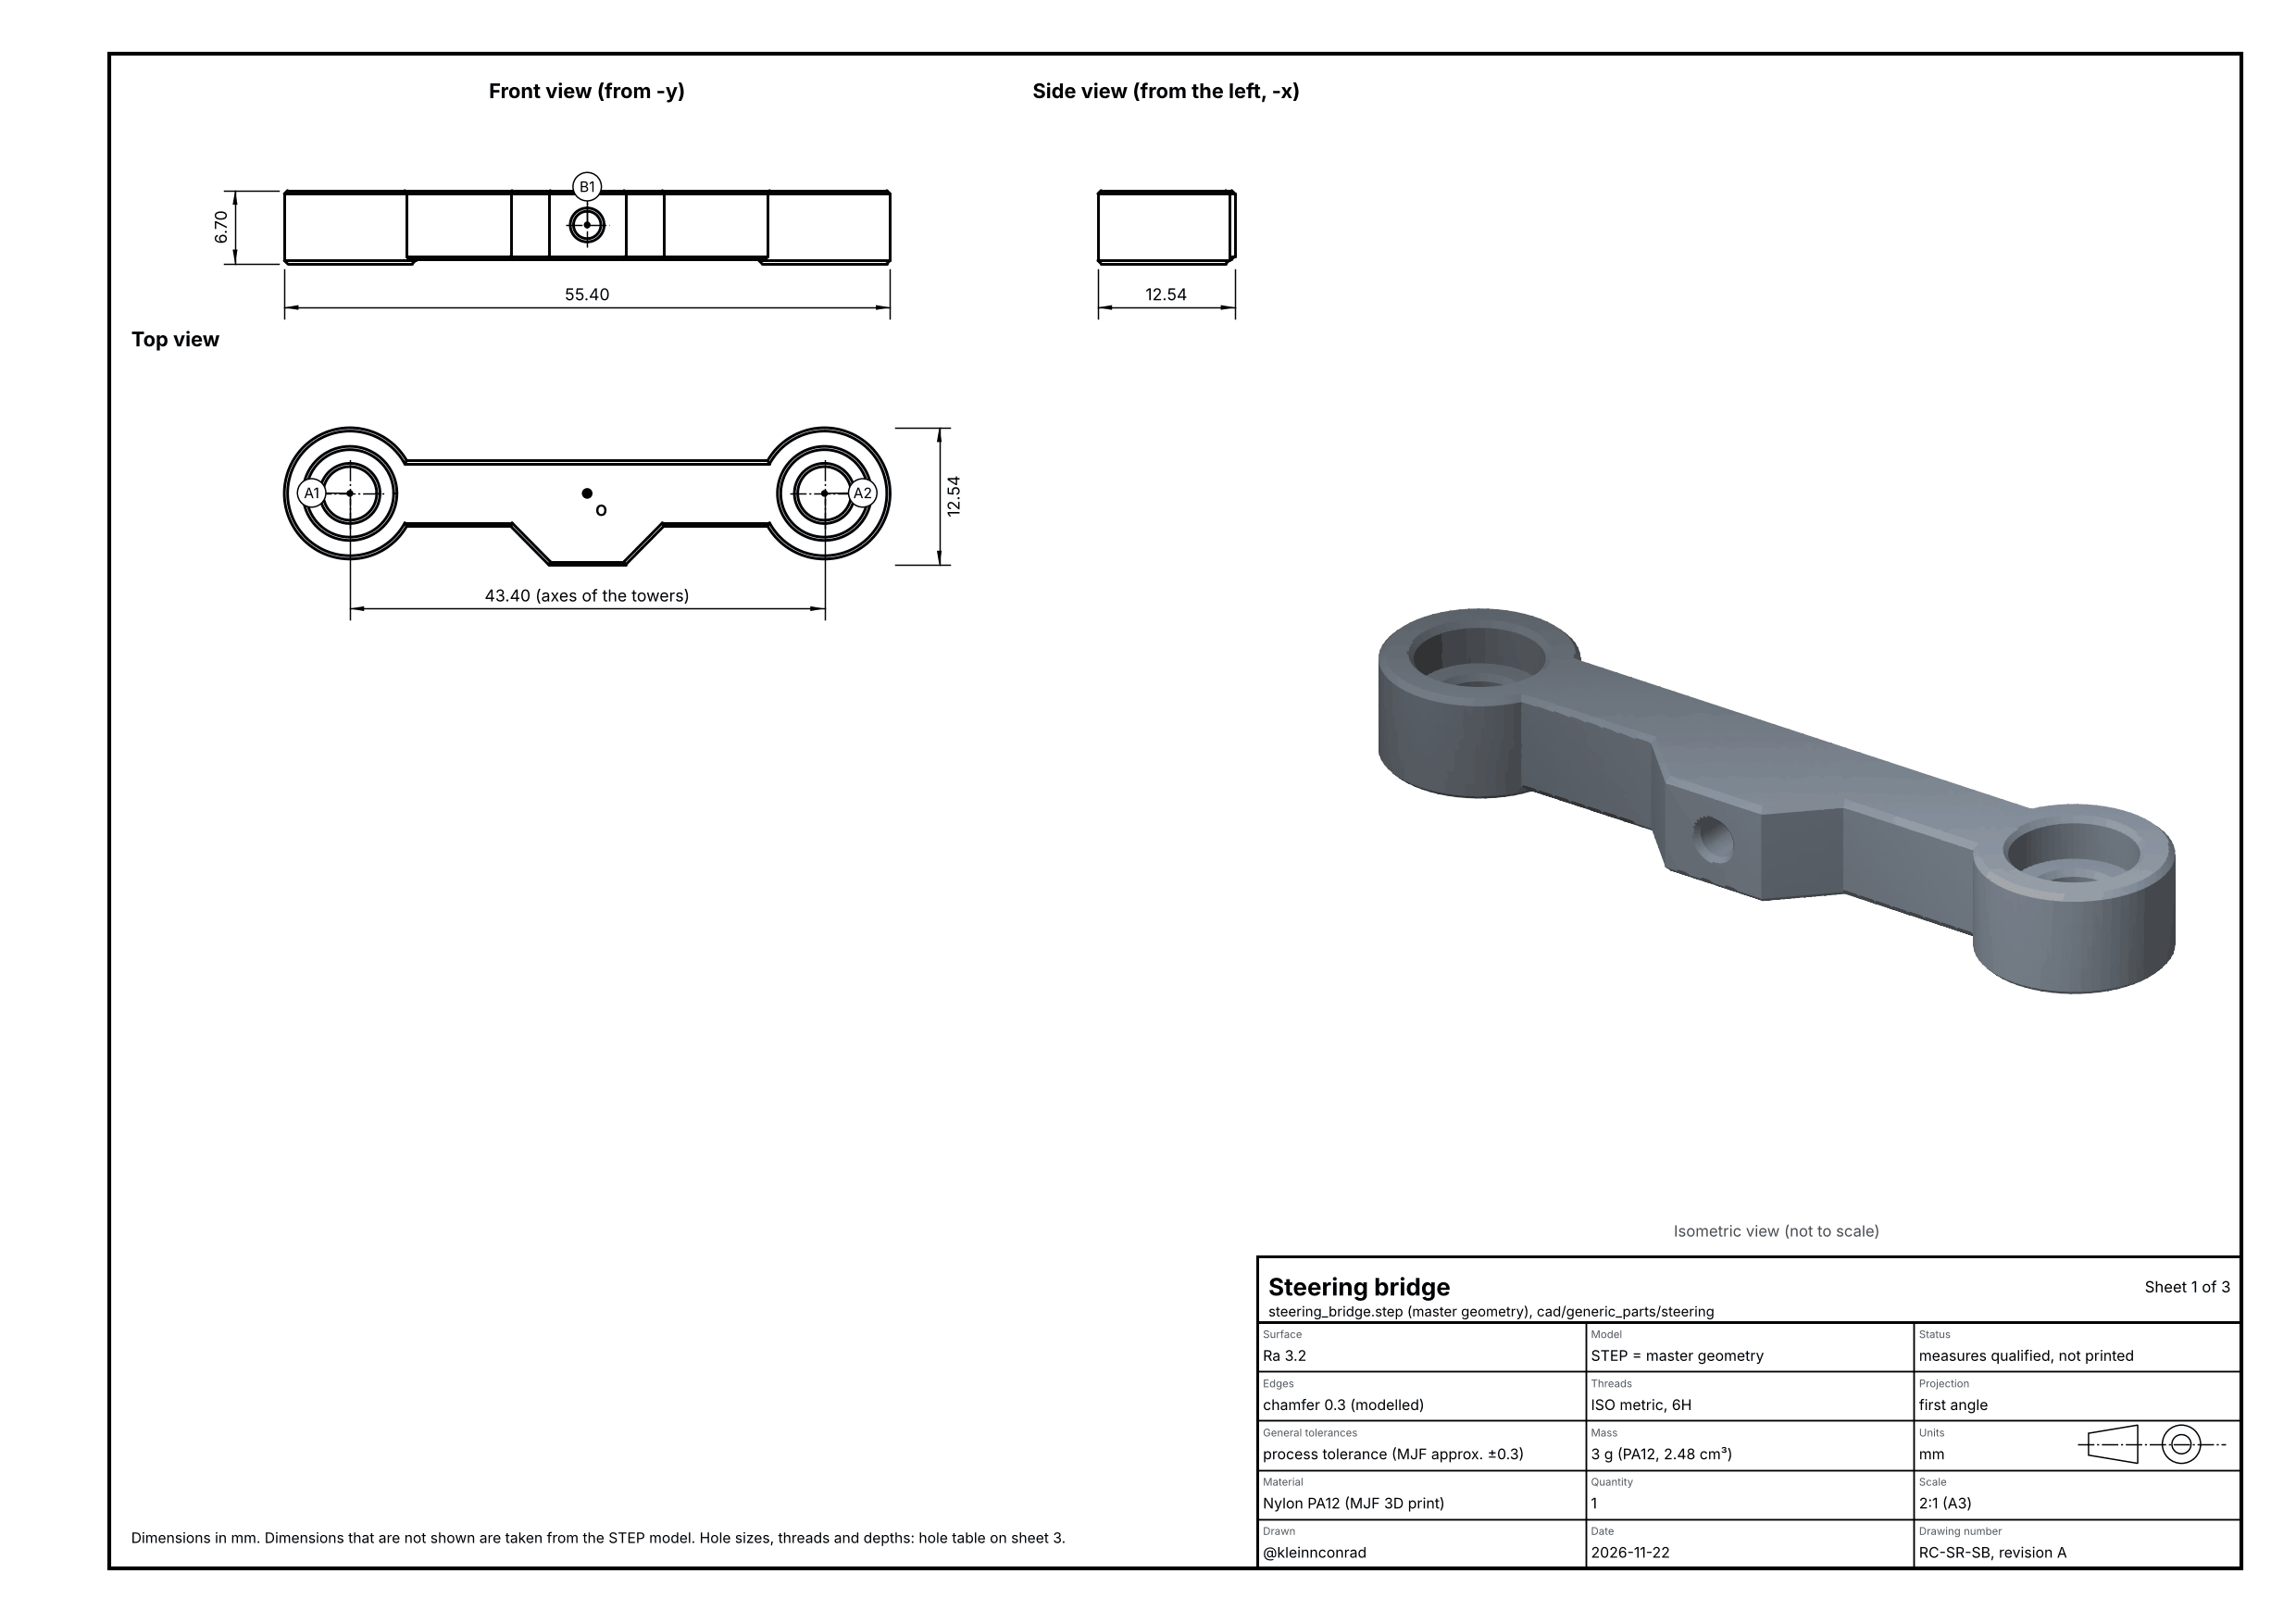 Front view (from -y)
Side view (from the left, -x)
B1
6.70
55.40
12.54
Top view
A1
A2
O
12.54
43.40 (axes of the towers)
Isometric view (not to scale)
Steering bridge
Sheet 1 of 3
steering_bridge.step (master geometry), cad/generic_parts/steering
Surface
Model
Status
Ra 3.2
STEP = master geometry
measures qualified, not printed
Edges
Threads
Projection
chamfer 0.3 (modelled)
ISO metric, 6H
first angle
General tolerances
Mass
Units
process tolerance (MJF approx. ±0.3)
3 g (PA12, 2.48 cm³)
mm
Material
Quantity
Scale
Nylon PA12 (MJF 3D print)
1
2:1 (A3)
Drawn
Date
Drawing number
@kleinnconrad
2026-11-22
RC-SR-SB, revision A
Dimensions in mm. Dimensions that are not shown are taken from the STEP model. Hole sizes, threads and depths: hole table on sheet 3.